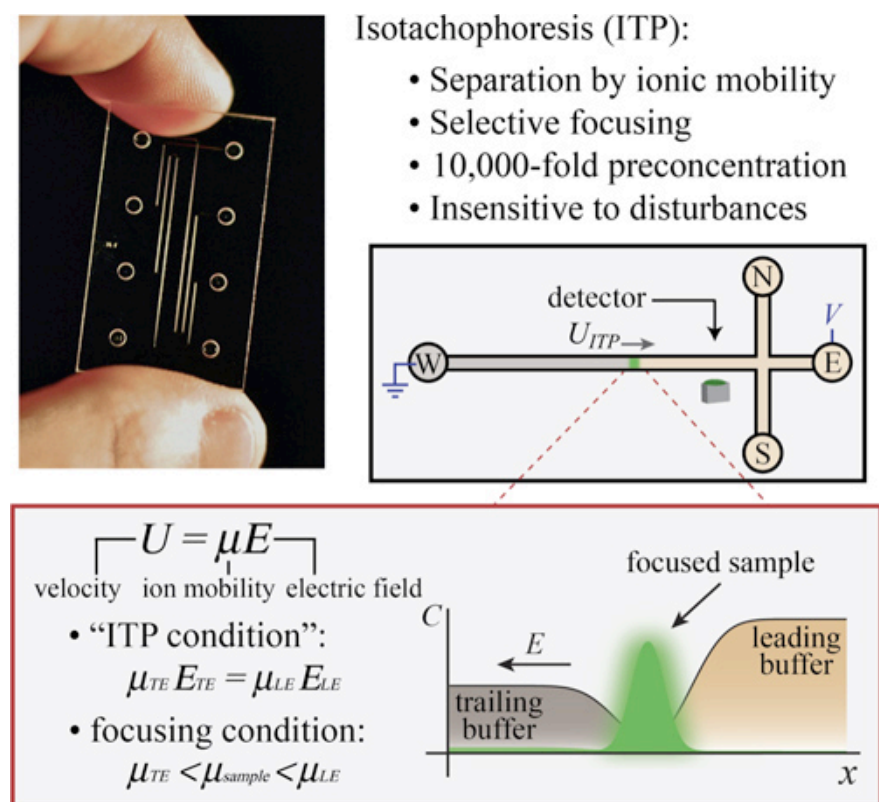 Isotachophoresis (ITP):
• Separation by ionic mobility
• Selective focusing
• 10,000-fold preconcentration
• Insensitive to disturbances
N
detector
V
U_ITP
W
E
S
U = μE
velocity ion mobility electric field
• “ITP condition”:
μ_TE E_TE = μ_LE E_LE
• focusing condition:
μ_TE < μ_sample < μ_LE
focused sample
C
E
leading
buffer
trailing
buffer
x